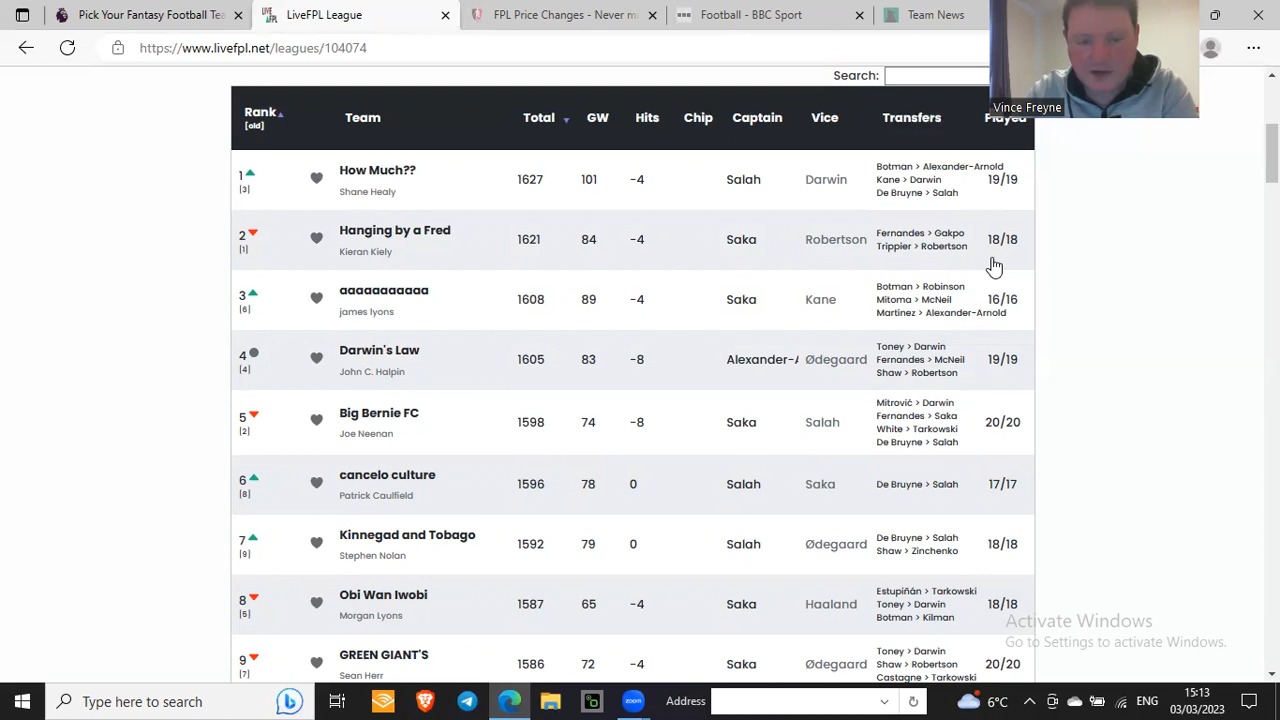 Pick Your Fantasy Football Tea
LiveFPL League
FPL Price Changes - Never m
Football - BBC Sport
Team News
https://www.livefpl.net/leagues/104074
Vince Freyne
Search:
Rank [old] Team Total GW Hits Chip Captain Vice Transfers Played
1 [3] How Much?? Shane Healy 1627 101 -4 Salah Darwin 19/19
Botman > Alexander-Arnold
Kane > Darwin
De Bruyne > Salah
2 [1] Hanging by a Fred Kieran Kiely 1621 84 -4 Saka Robertson 18/18
Fernandes > Gakpo
Trippier > Robertson
3 [6] aaaaaaaaaaa james lyons 1608 89 -4 Saka Kane 16/16
Botman > Robinson
Mitoma > McNeil
Martínez > Alexander-Arnold
4 [4] Darwin's Law John C. Halpin 1605 83 -8 Alexander-A Ødegaard 19/19
Toney > Darwin
Fernandes > McNeil
Shaw > Robertson
5 [2] Big Bernie FC Joe Neenan 1598 74 -8 Saka Salah 20/20
Mitrović > Darwin
Fernandes > Saka
White > Tarkowski
De Bruyne > Salah
6 [8] cancelo culture Patrick Caulfield 1596 78 0 Salah Saka 17/17
De Bruyne > Salah
7 [9] Kinnegad and Tobago Stephen Nolan 1592 79 0 Salah Ødegaard 18/18
De Bruyne > Salah
Shaw > Zinchenko
8 [5] Obi Wan Iwobi Morgan Lyons 1587 65 -4 Saka Haaland 18/18
Estupiñán > Tarkowski
Toney > Darwin
Botman > Kilman
9 [7] GREEN GIANT'S Sean Herr 1586 72 -4 Saka Ødegaard 20/20
Toney > Darwin
Shaw > Robertson
Castagne > Tarkowski
Activate Windows
Go to Settings to activate Windows.
Type here to search
Address
6°C
ENG
15:13
03/03/2023